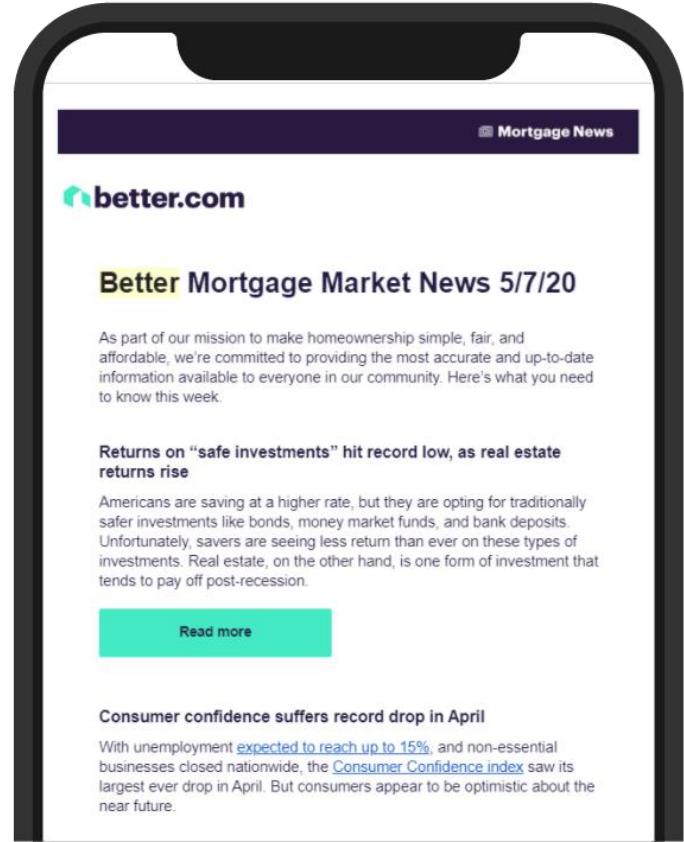 Mortgage News
better.com
Better Mortgage Market News 5/7/20
As part of our mission to make homeownership simple, fair, and
affordable, we're committed to providing the most accurate and up-to-date
information available to everyone in our community. Here's what you need
to know this week.
Returns on “safe investments” hit record low, as real estate
returns rise
Americans are saving at a higher rate, but they are opting for traditionally
safer investments like bonds, money market funds, and bank deposits.
Unfortunately, savers are seeing less return than ever on these types of
investments. Real estate, on the other hand, is one form of investment that
tends to pay off post-recession.
Read more
Consumer confidence suffers record drop in April
With unemployment expected to reach up to 15%, and non-essential
businesses closed nationwide, the Consumer Confidence index saw its
largest ever drop in April. But consumers appear to be optimistic about the
near future.